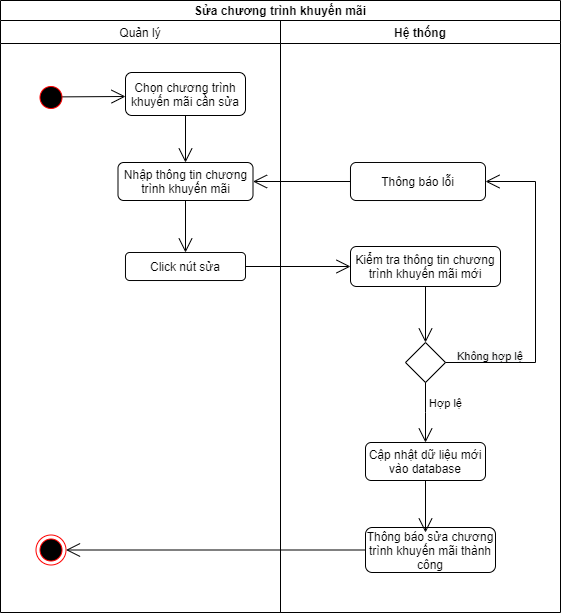 Sửa chương trình khuyến mãi
Quản lý
Hệ thống
Chọn chương trình
khuyến mãi cần sửa
Nhập thông tin chương
trình khuyến mãi
Thông báo lỗi
Click nút sửa
Kiểm tra thông tin chương
trình khuyến mãi mới
Không hợp lệ
Hợp lệ
Cập nhật dữ liệu mới
vào database
Thông báo sửa chương
trình khuyến mãi thành
công